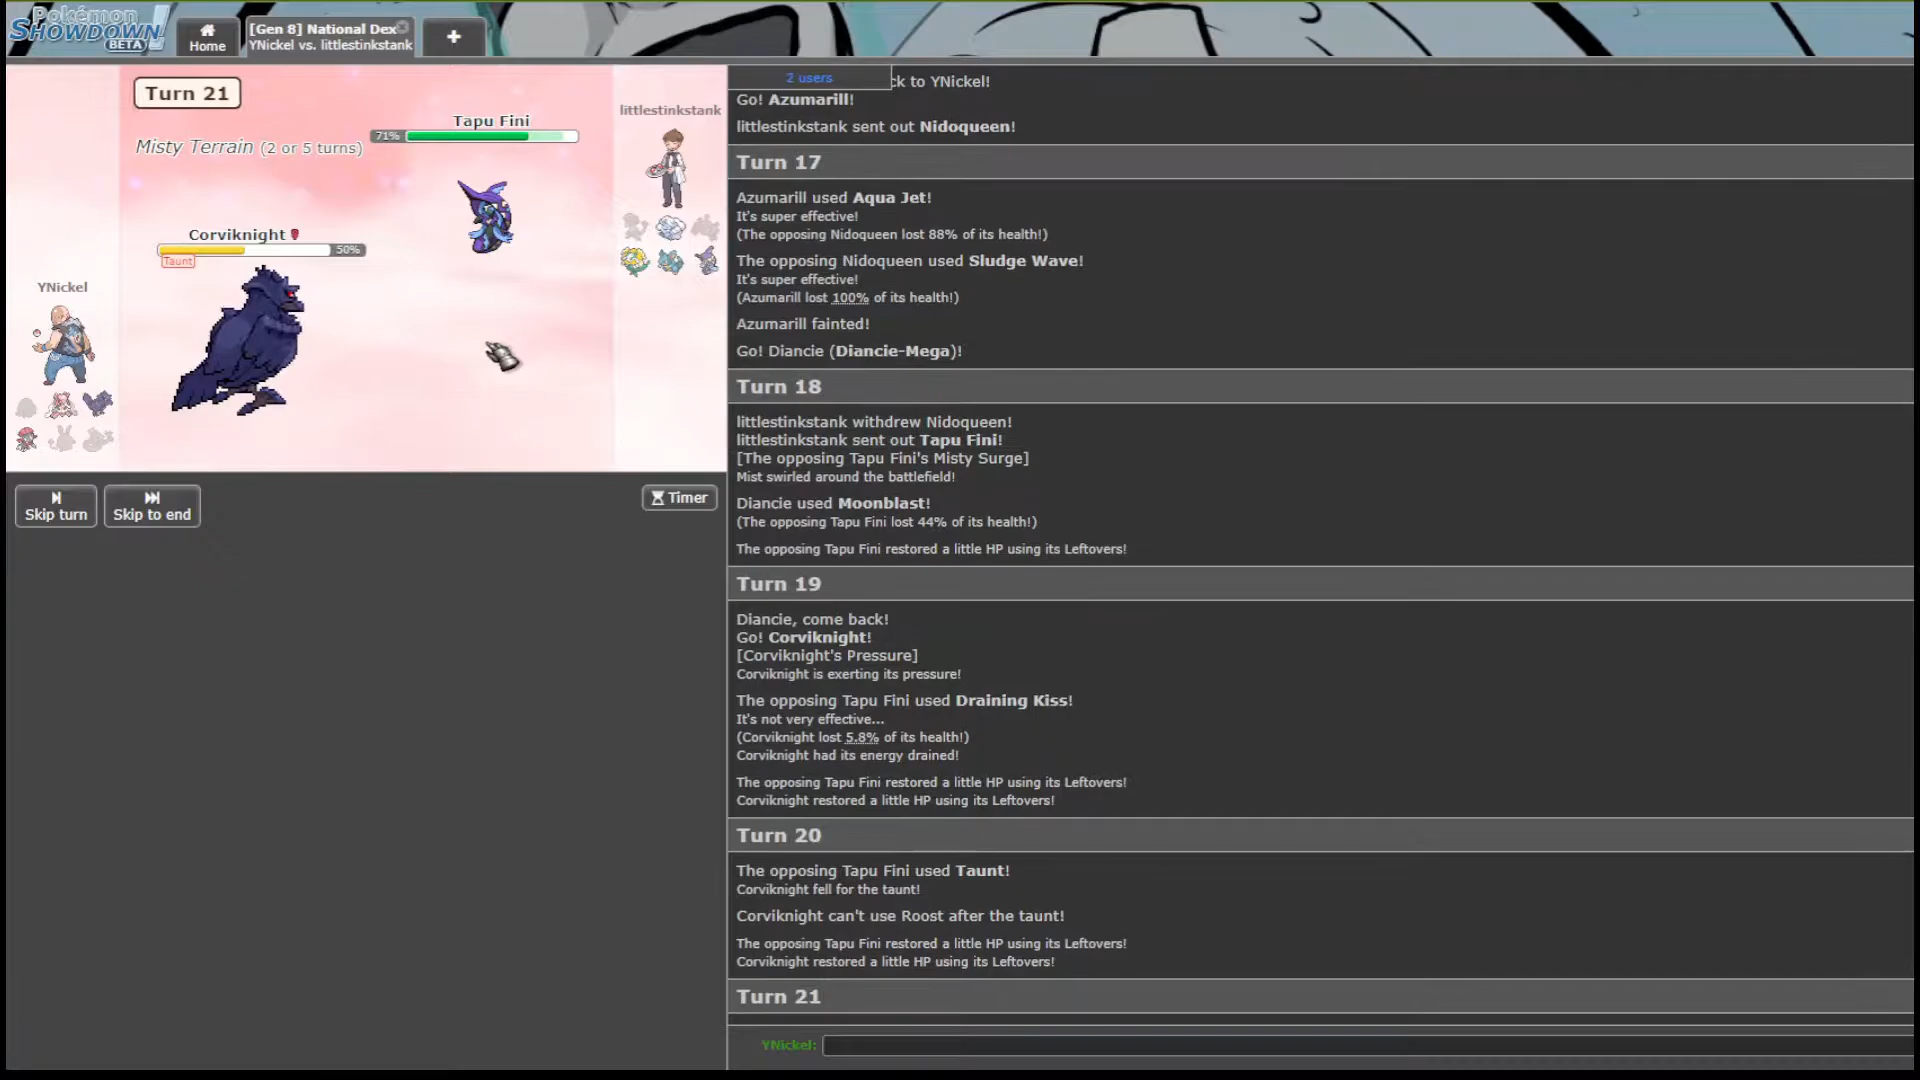 Pokémon
SHOWDOWN!
BETA
Home
[Gen 8] National Dex
YNickel vs. littlestinkstank
Turn 21
Misty Terrain (2 or 5 turns)
Tapu Fini
71%
littlestinkstank
Corviknight
50%
Taunt
YNickel
Skip turn
Skip to end
Timer
2 users
ck to YNickel!
Go! Azumarill!
littlestinkstank sent out Nidoqueen!
Turn 17
Azumarill used Aqua Jet!
It's super effective!
(The opposing Nidoqueen lost 88% of its health!)
The opposing Nidoqueen used Sludge Wave!
It's super effective!
(Azumarill lost 100% of its health!)
Azumarill fainted!
Go! Diancie (Diancie-Mega)!
Turn 18
littlestinkstank withdrew Nidoqueen!
littlestinkstank sent out Tapu Fini!
[The opposing Tapu Fini's Misty Surge]
Mist swirled around the battlefield!
Diancie used Moonblast!
(The opposing Tapu Fini lost 44% of its health!)
The opposing Tapu Fini restored a little HP using its Leftovers!
Turn 19
Diancie, come back!
Go! Corviknight!
[Corviknight's Pressure]
Corviknight is exerting its pressure!
The opposing Tapu Fini used Draining Kiss!
It's not very effective...
(Corviknight lost 5.8% of its health!)
Corviknight had its energy drained!
The opposing Tapu Fini restored a little HP using its Leftovers!
Corviknight restored a little HP using its Leftovers!
Turn 20
The opposing Tapu Fini used Taunt!
Corviknight fell for the taunt!
Corviknight can't use Roost after the taunt!
The opposing Tapu Fini restored a little HP using its Leftovers!
Corviknight restored a little HP using its Leftovers!
Turn 21
YNickel: